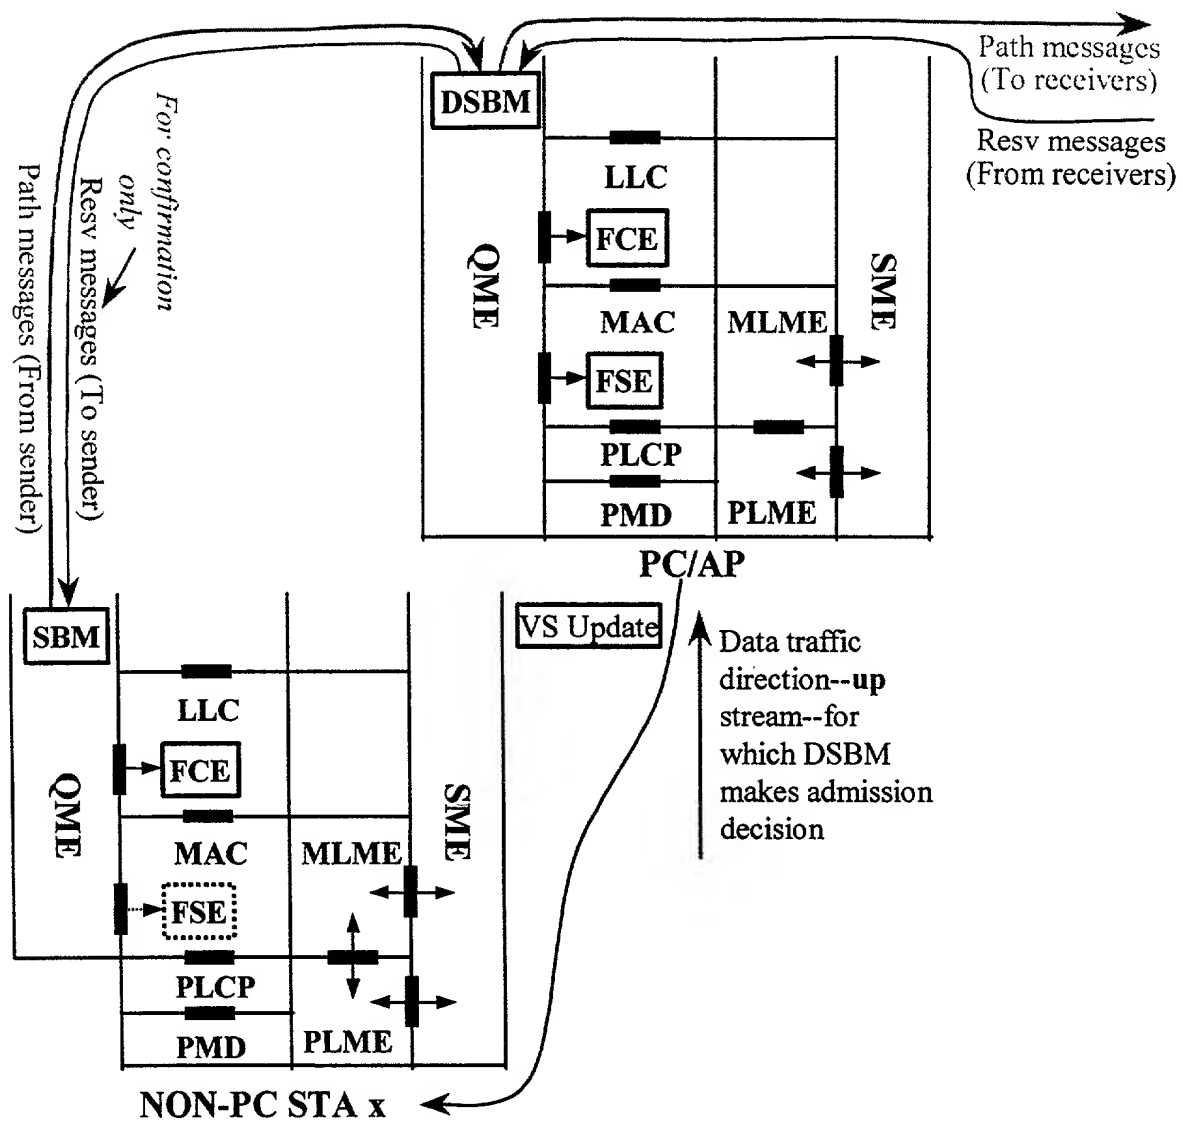 Path messages
(To receivers)
Resv messages
(From receivers)
DSBM
LLC
FCE
QME
SME
MAC
MLME
FSE
PLCP
PMD
PLME
PC/AP
For confirmation
only
Resv messages (To sender)
Path messages (From sender)
VS Update
Data traffic
direction--up
stream--for
which DSBM
makes admission
decision
SBM
LLC
FCE
QME
SME
MAC
MLME
FSE
PLCP
PMD
PLME
NON-PC STA x